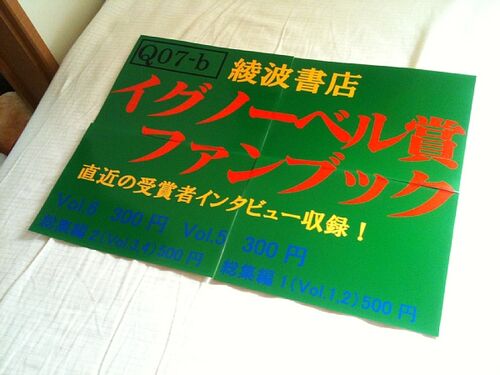 Q07-b 綾波書店
イグノーベル賞
ファンブック
直近の受賞者インタビュー収録！
Vol.6 300円 Vol.5 300円
総集編2(Vol.3,4)500円 総集編1(Vol.1,2)500円